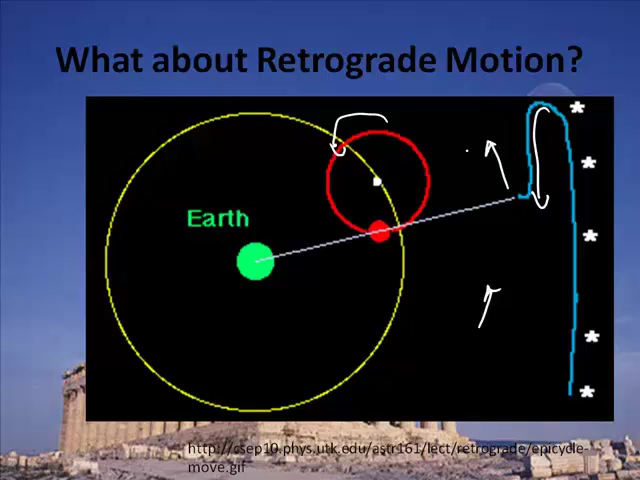 What about Retrograde Motion?
Earth
http://csep10.phys.utk.edu/astr161/lect/retrograde/epicycle-
move.gif